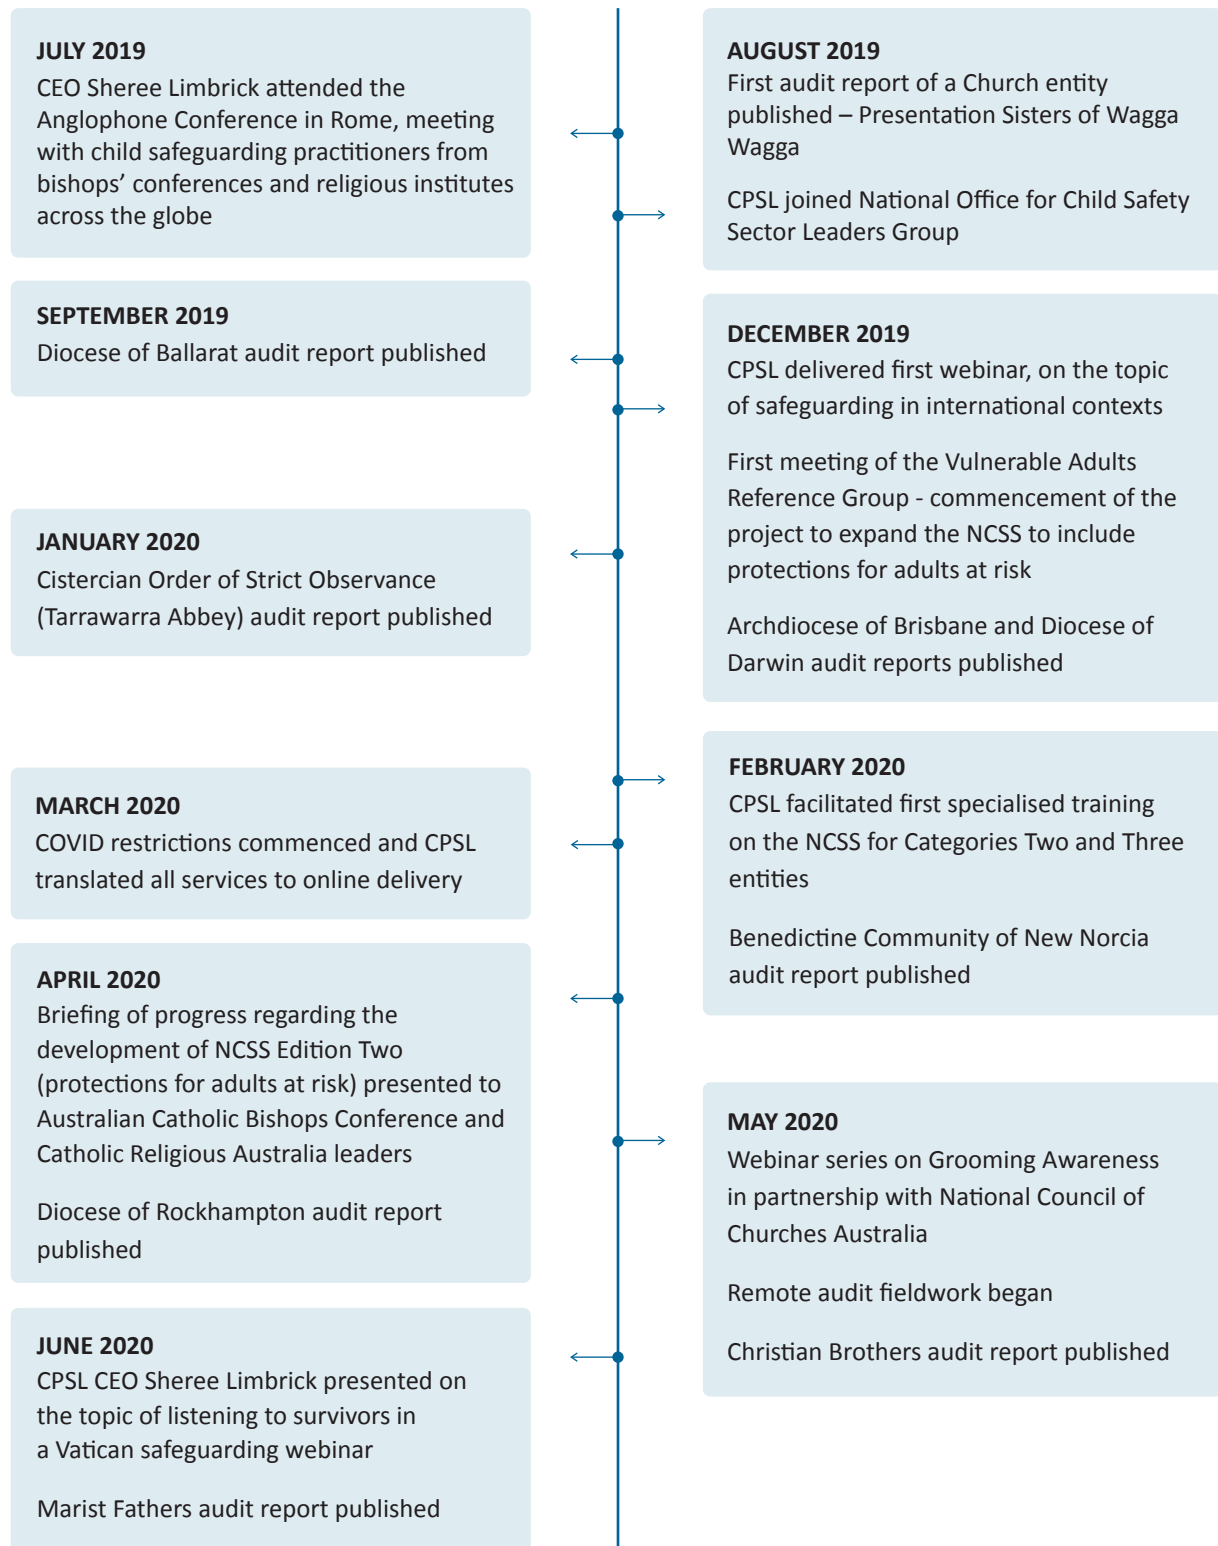 JULY 2019
CEO Sheree Limbrick attended the
Anglophone Conference in Rome, meeting
with child safeguarding practitioners from
bishops’ conferences and religious institutes
across the globe
AUGUST 2019
First audit report of a Church entity
published – Presentation Sisters of Wagga
Wagga
CPSL joined National Office for Child Safety
Sector Leaders Group
SEPTEMBER 2019
Diocese of Ballarat audit report published
DECEMBER 2019
CPSL delivered first webinar, on the topic
of safeguarding in international contexts
First meeting of the Vulnerable Adults
Reference Group - commencement of the
project to expand the NCSS to include
protections for adults at risk
Archdiocese of Brisbane and Diocese of
Darwin audit reports published
JANUARY 2020
Cistercian Order of Strict Observance
(Tarrawarra Abbey) audit report published
FEBRUARY 2020
CPSL facilitated first specialised training
on the NCSS for Categories Two and Three
entities
Benedictine Community of New Norcia
audit report published
MARCH 2020
COVID restrictions commenced and CPSL
translated all services to online delivery
APRIL 2020
Briefing of progress regarding the
development of NCSS Edition Two
(protections for adults at risk) presented to
Australian Catholic Bishops Conference and
Catholic Religious Australia leaders
Diocese of Rockhampton audit report
published
MAY 2020
Webinar series on Grooming Awareness
in partnership with National Council of
Churches Australia
Remote audit fieldwork began
Christian Brothers audit report published
JUNE 2020
CPSL CEO Sheree Limbrick presented on
the topic of listening to survivors in
a Vatican safeguarding webinar
Marist Fathers audit report published